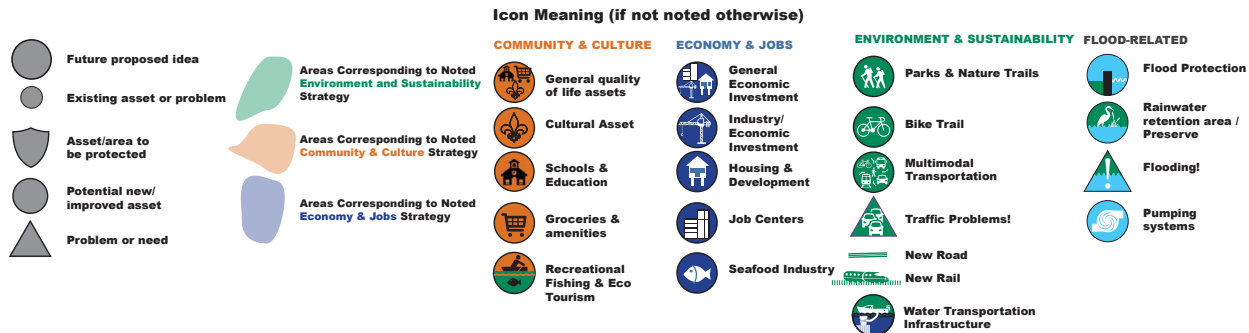 Icon Meaning (if not noted otherwise)
Future proposed idea
Existing asset or problem
Asset/area to
be protected
Potential new/
improved asset
Problem or need
Areas Corresponding to Noted
Environment and Sustainability
Strategy
Areas Corresponding to Noted
Community & Culture Strategy
Areas Corresponding to Noted
Economy & Jobs Strategy
COMMUNITY & CULTURE
General quality
of life assets
Cultural Asset
Schools &
Education
Groceries &
amenities
Recreational
Fishing & Eco
Tourism
ECONOMY & JOBS
General
Economic
Investment
Industry/
Economic
Investment
Housing &
Development
Job Centers
Seafood Industry
ENVIRONMENT & SUSTAINABILITY
Parks & Nature Trails
Bike Trail
Multimodal
Transportation
Traffic Problems!
New Road
New Rail
Water Transportation
Infrastructure
FLOOD-RELATED
Flood Protection
Rainwater
retention area /
Preserve
Flooding!
Pumping
systems